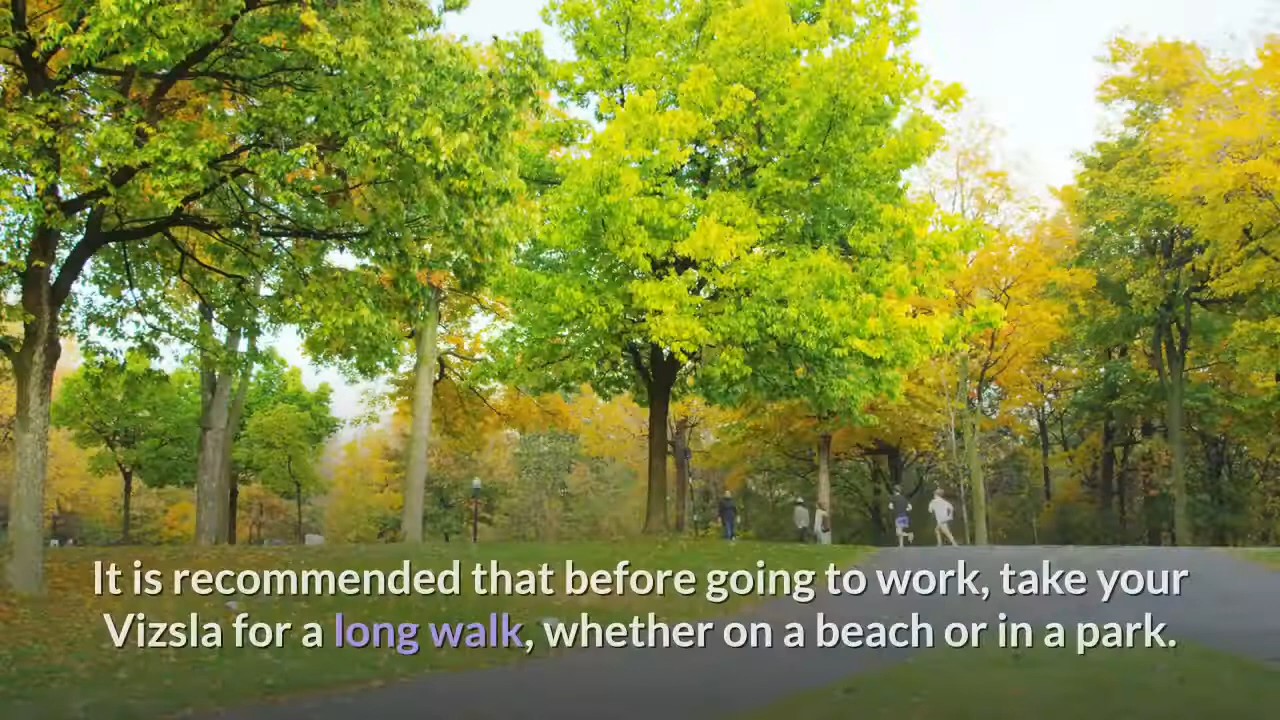 It is recommended that before going to work, take your
Vizsla for a long walk, whether on a beach or in a park.